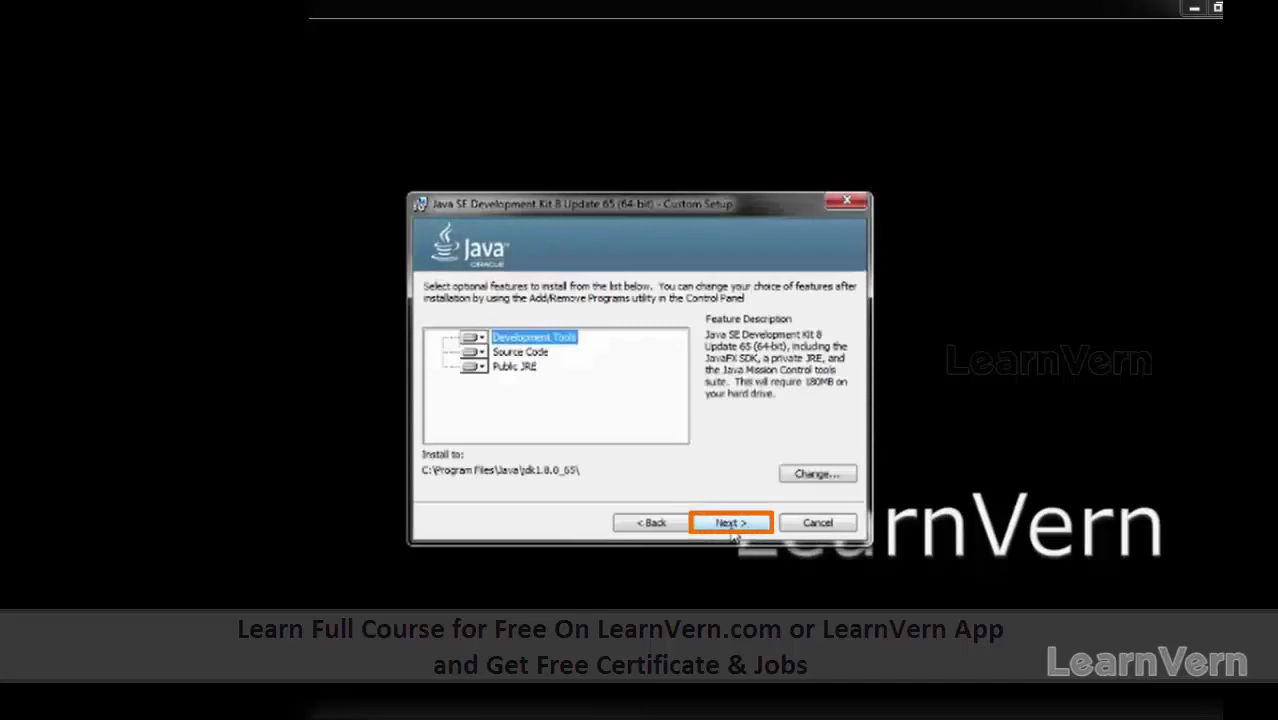 Java SE Development Kit 8 Update 65 (64-bit) - Custom Setup
Java™
ORACLE
Select optional features to install from the list below. You can change your choice of features after
installation by using the Add/Remove Programs utility in the Control Panel
Development Tools
Source Code
Public JRE
Feature Description
Java SE Development Kit 8
Update 65 (64-bit), including the
JavaFX SDK, a private JRE, and
the Java Mission Control tools
suite. This will require 180MB on
your hard drive.
LearnVern
Install to:
C:\Program Files\Java\jdk1.8.0_65\
Change...
< Back
Next >
Cancel
LearnVern
Learn Full Course for Free On LearnVern.com or LearnVern App
and Get Free Certificate & Jobs
LearnVern